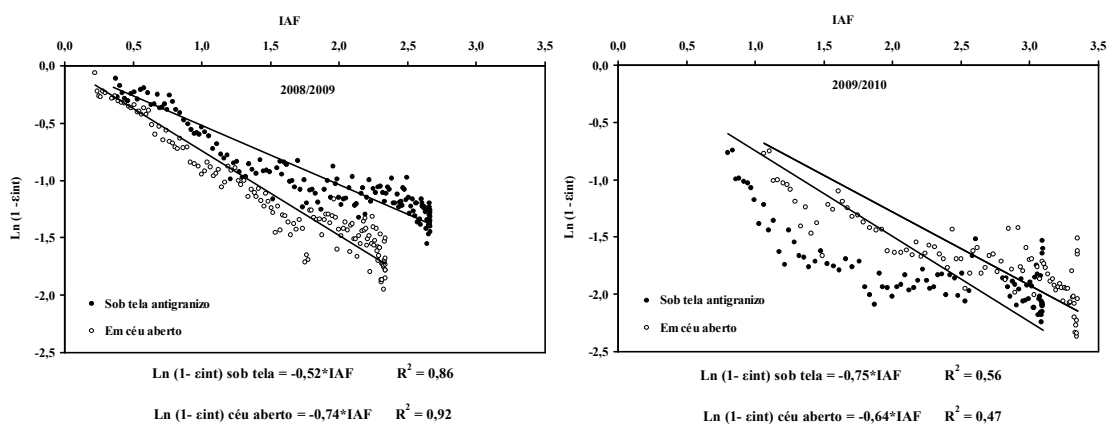 IAF
0,0 0,5 1,0 1,5 2,0 2,5 3,0 3,5
0,0
-0,5
-1,0
-1,5
-2,0
-2,5
Ln (1 -εint)
2008/2009
Sob tela antigranizo
Em céu aberto
Ln (1- εint) sob tela = -0,52*IAF R² = 0,86
Ln (1- εint) céu aberto = -0,74*IAF R² = 0,92
IAF
0,0 0,5 1,0 1,5 2,0 2,5 3,0 3,5
0,0
-0,5
-1,0
-1,5
-2,0
-2,5
Ln (1 -εint)
2009/2010
Sob tela antigranizo
Em céu aberto
Ln (1- εint) sob tela = -0,75*IAF R² = 0,56
Ln (1- εint) céu aberto = -0,64*IAF R² = 0,47